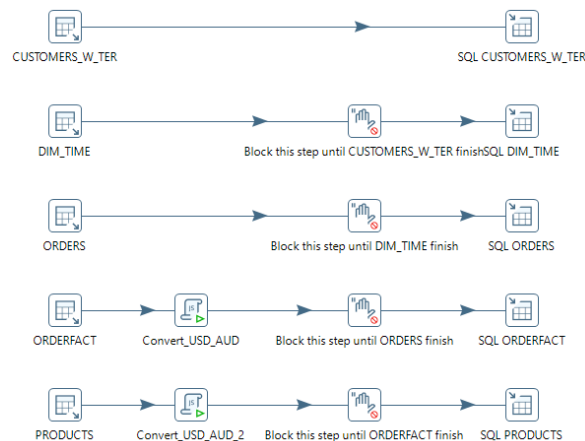 CUSTOMERS_W_TER
SQL CUSTOMERS_W_TER
DIM_TIME
Block this step until CUSTOMERS_W_TER finish
SQL DIM_TIME
ORDERS
Block this step until DIM_TIME finish
SQL ORDERS
ORDERFACT
Convert_USD_AUD
Block this step until ORDERS finish
SQL ORDERFACT
PRODUCTS
Convert_USD_AUD_2
Block this step until ORDERFACT finish
SQL PRODUCTS